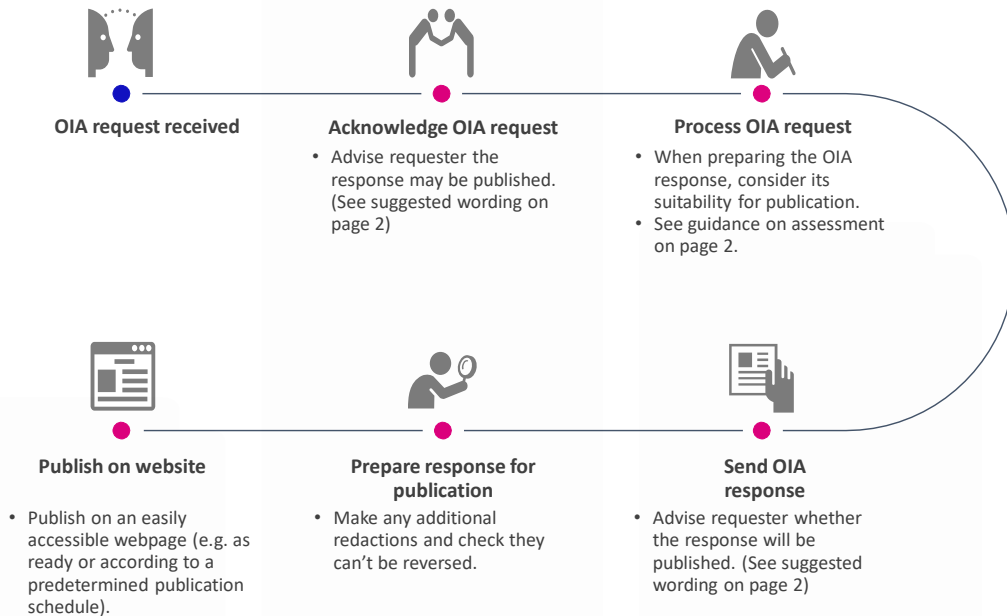 OIA request received
Acknowledge OIA request
• Advise requester the
response may be published.
(See suggested wording on
page 2)
Process OIA request
• When preparing the OIA
response, consider its
suitability for publication.
• See guidance on assessment
on page 2.
Send OIA
response
• Advise requester whether
the response will be
published. (See suggested
wording on page 2)
Prepare response for
publication
• Make any additional
redactions and check they
can't be reversed.
Publish on website
• Publish on an easily
accessible webpage (e.g. as
ready or according to a
predetermined publication
schedule).